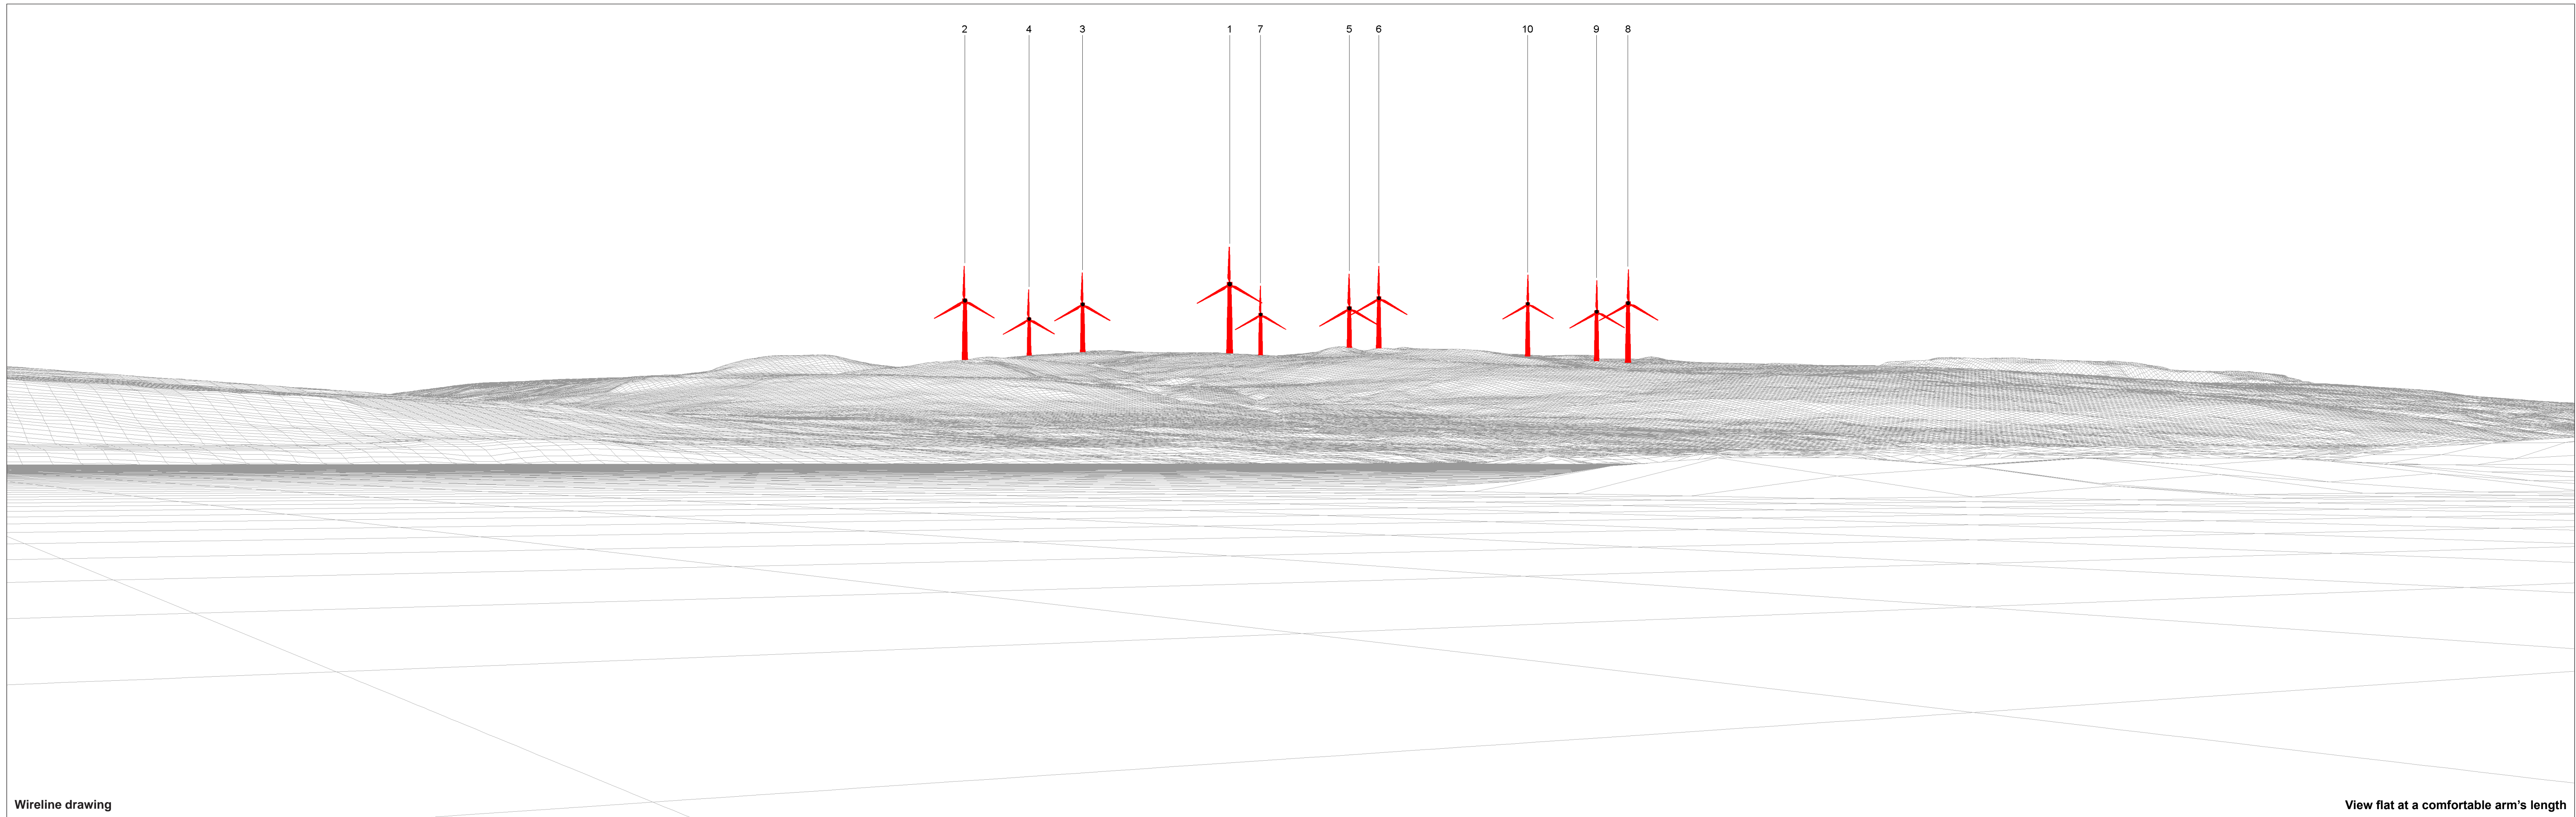 2 4 3 1 7 5 6 10 9 8
Wireline drawing
View flat at a comfortable arm's length